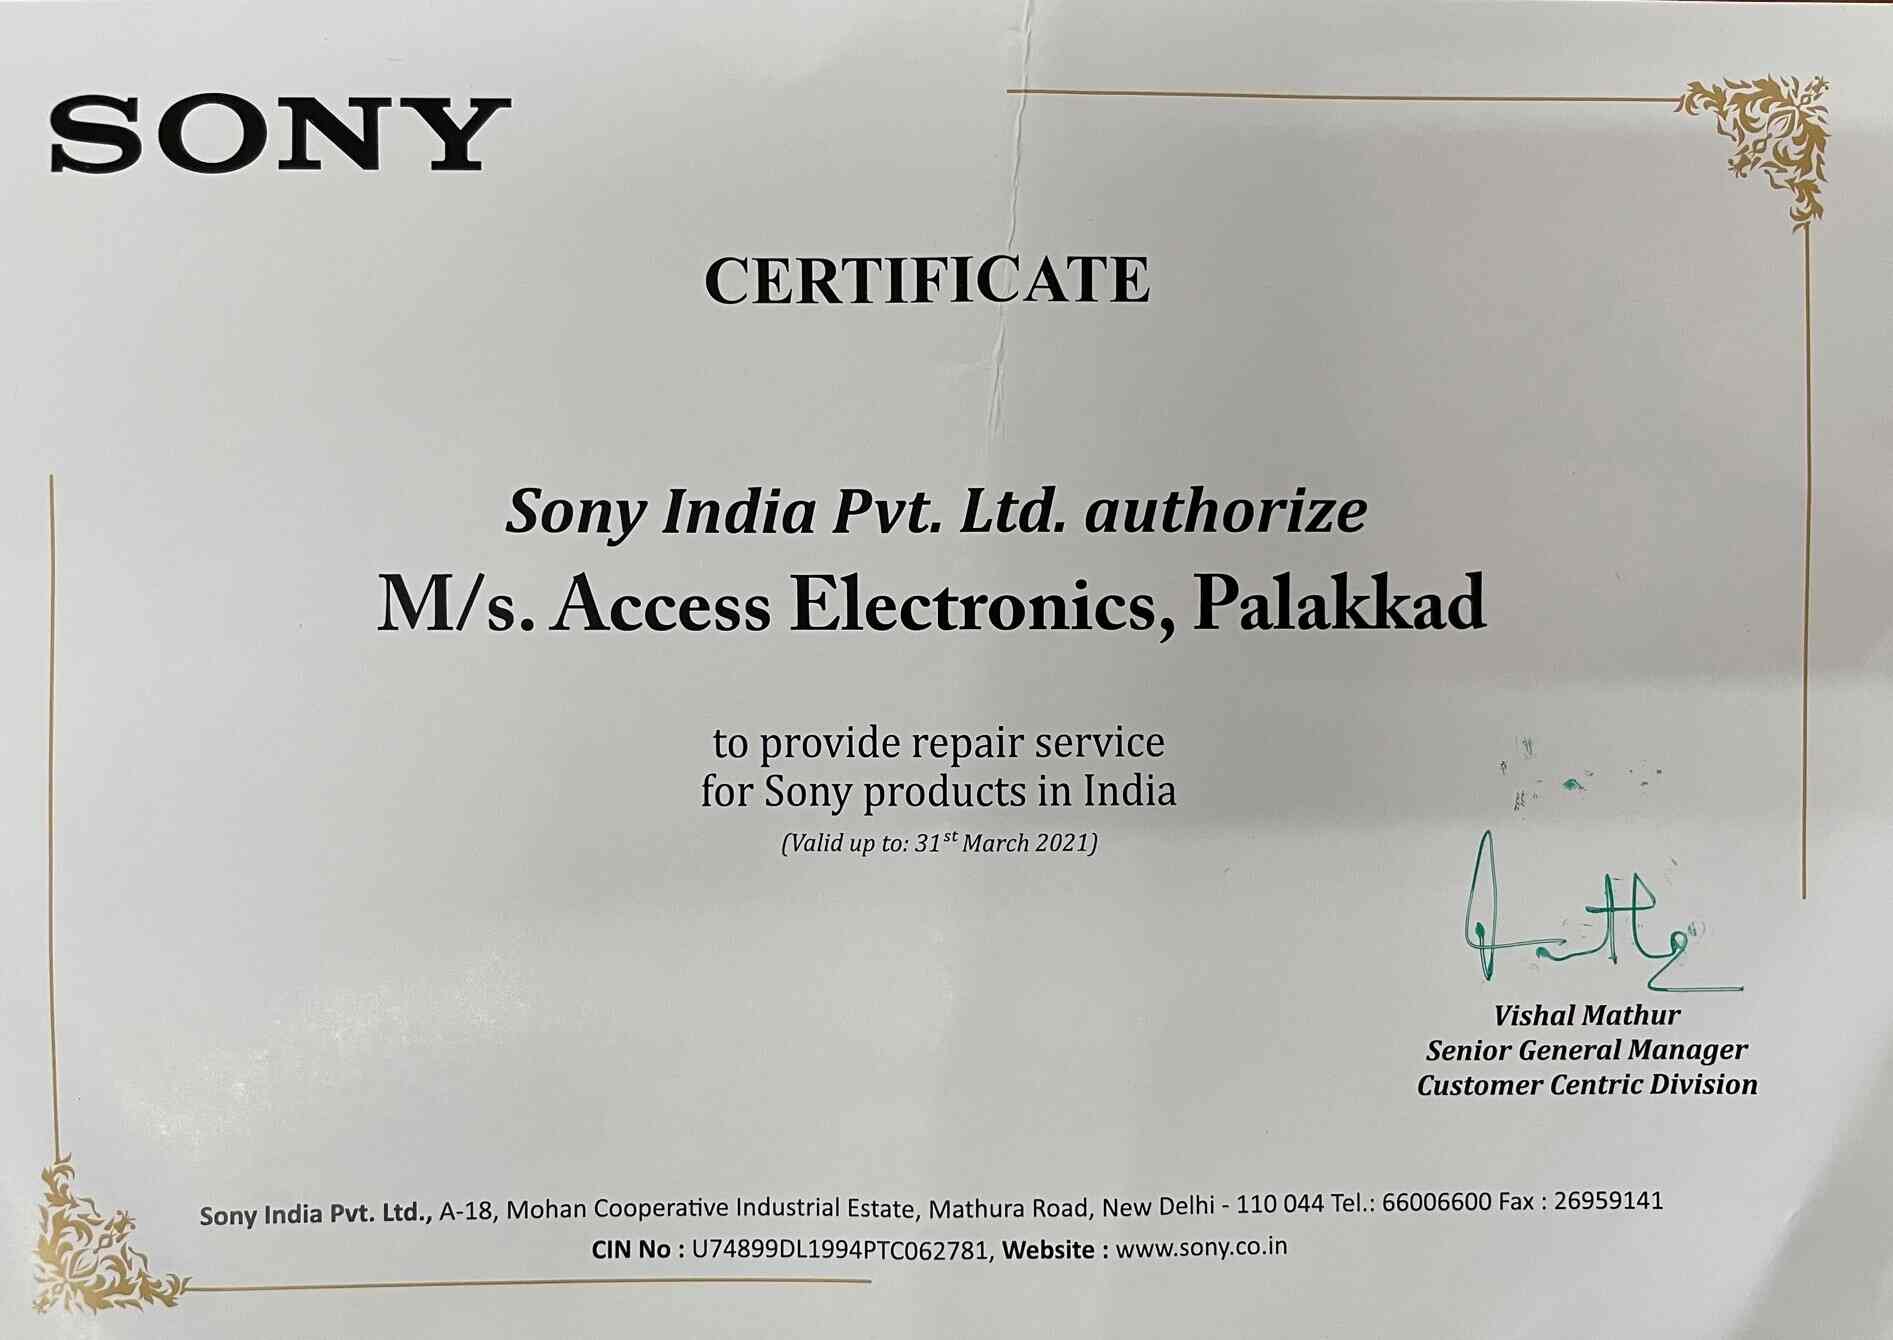 SONY
CERTIFICATE
Sony India Pvt. Ltd. authorize
M/s. Access Electronics, Palakkad
to provide repair service
for Sony products in India
(Valid up to: 31st March 2021)
Vishal Mathur
Senior General Manager
Customer Centric Division
Sony India Pvt. Ltd., A-18, Mohan Cooperative Industrial Estate, Mathura Road, New Delhi - 110 044 Tel.: 66006600 Fax : 26959141
CIN No : U74899DL1994PTC062781, Website : www.sony.co.in